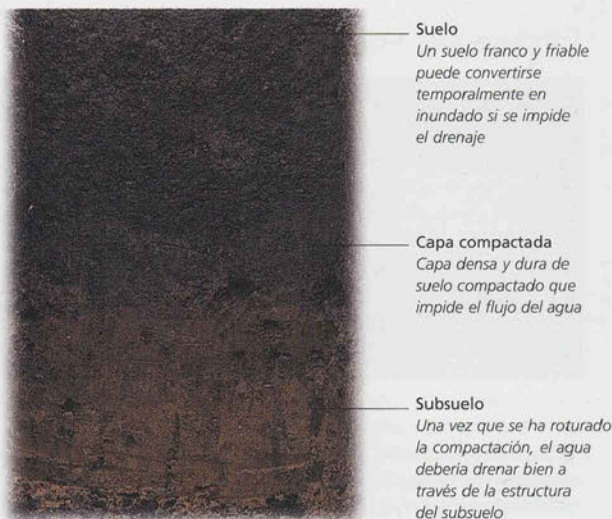 Suelo
Un suelo franco y friable
puede convertirse
temporalmente en
inundado si se impide
el drenaje
Capa compactada
Capa densa y dura de
suelo compactado que
impide el flujo del agua
Subsuelo
Una vez que se ha roturado
la compactación, el agua
debería drenar bien a
través de la estructura
del subsuelo